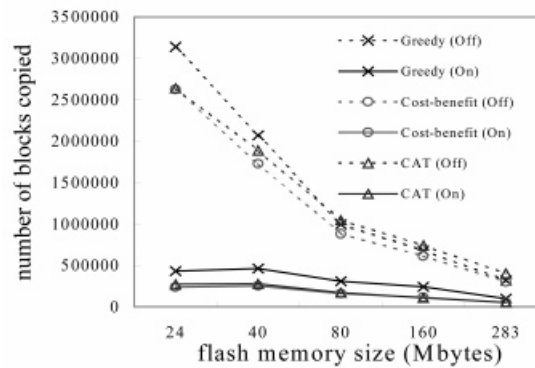 3500000
3000000
2500000
2000000
1500000
1000000
500000
0
number of blocks copied
Greedy (Off)
Greedy (On)
Cost-benefit (Off)
Cost-benefit (On)
CAT (Off)
CAT (On)
24 40 80 160 283
flash memory size (Mbytes)